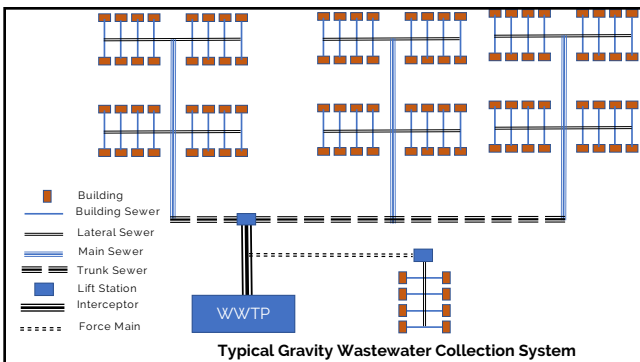 Building
Building Sewer
Lateral Sewer
Main Sewer
Trunk Sewer
Lift Station
Interceptor
Force Main
WWTP
Typical Gravity Wastewater Collection System